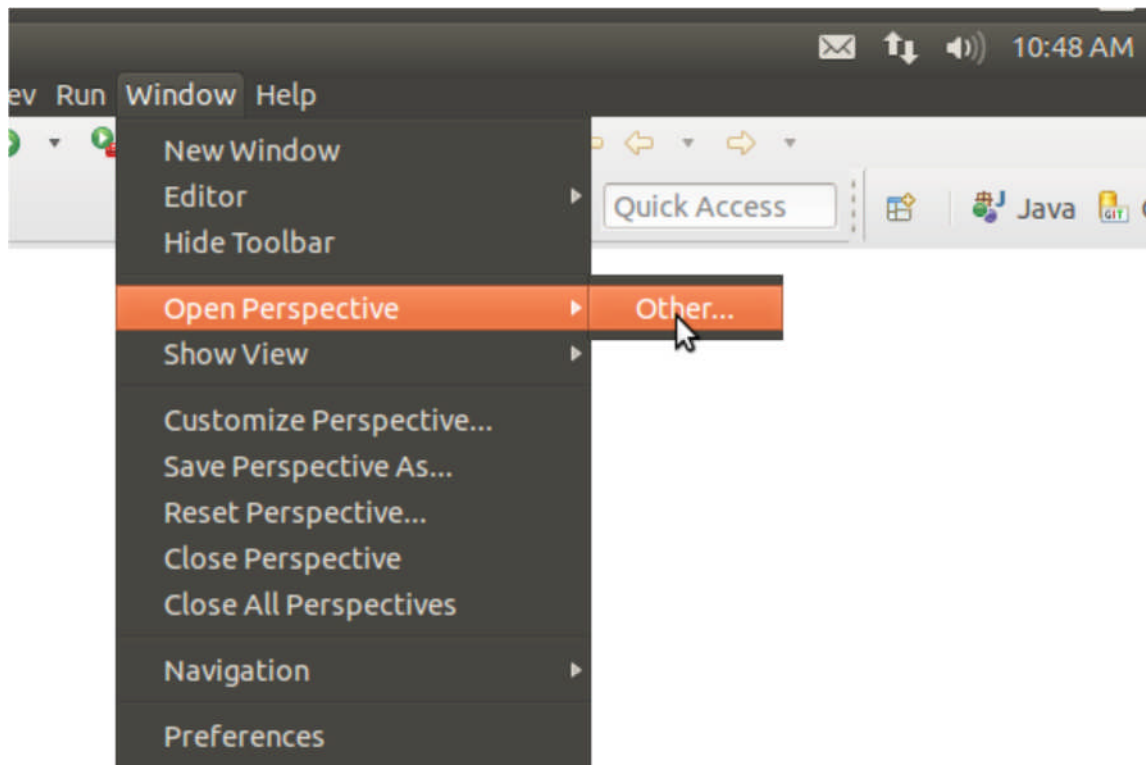 10:48 AM
ev Run Window Help
New Window
Editor
Quick Access
Java
GIT
Hide Toolbar
Open Perspective
Other...
Show View
Customize Perspective...
Save Perspective As...
Reset Perspective...
Close Perspective
Close All Perspectives
Navigation
Preferences